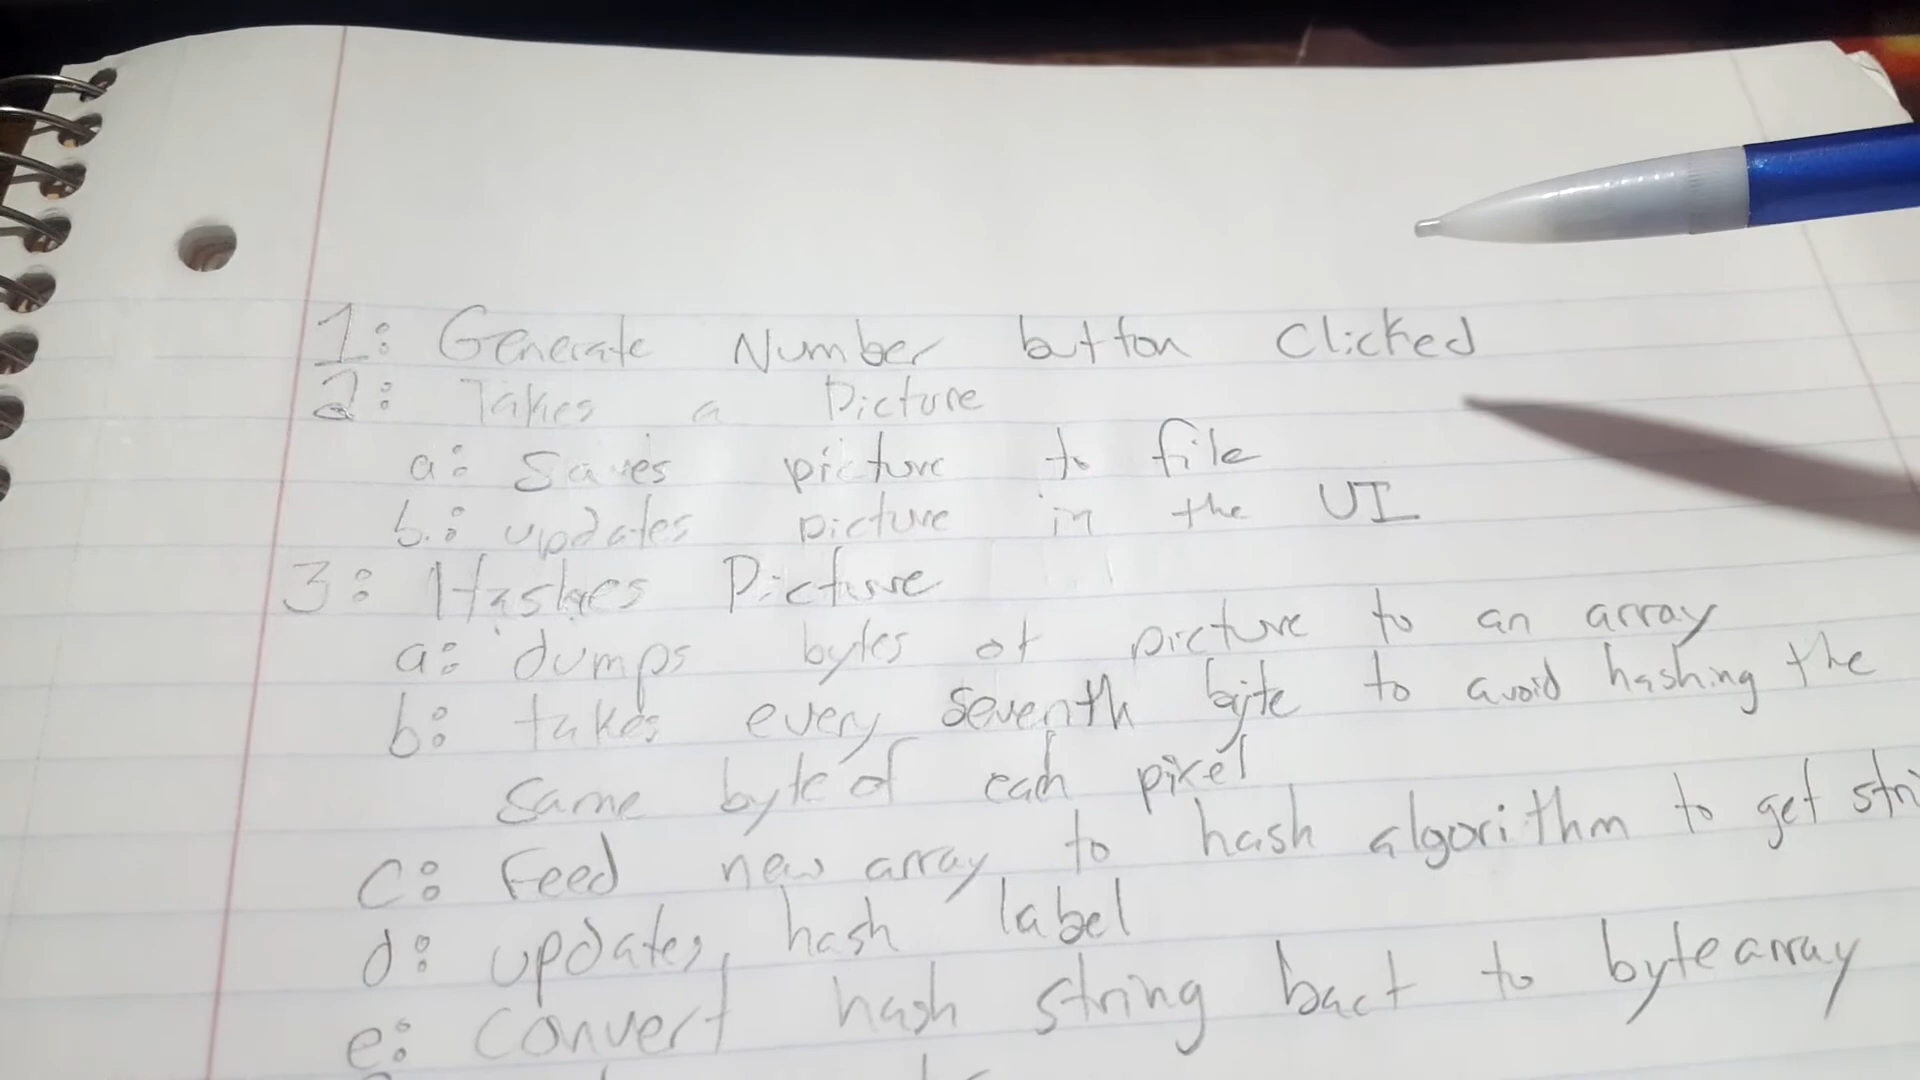 1: Generate Number button Clicked
2: Takes a Picture
a: Saves picture to file
b: updates picture in the UI
3: Hashes Picture
a: dumps bytes of picture to an array
b: takes every seventh byte to avoid hashing the
same byte of each pixel
C: Feed new array to hash algorithm to get stri
d: updates hash label
e: convert hash string bact to bytearray